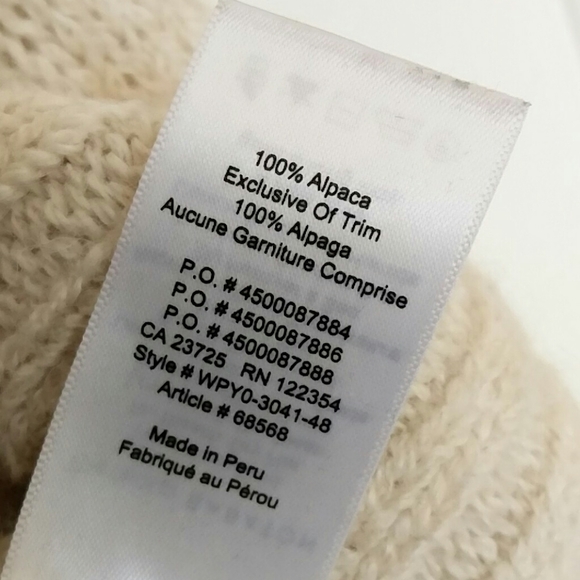 100% Alpaca
Exclusive Of Trim
100% Alpaga
Aucune Garniture Comprise
P.O. # 4500087884
P.O. # 4500087886
P.O. # 4500087888
CA 23725 RN 122354
Style # WPY0-3041-48
Article # 68568
Made in Peru
Fabriqué au Pérou